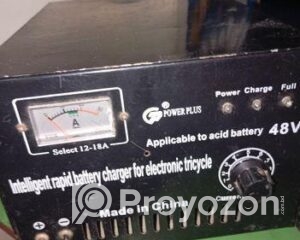 Power Charge Full
A
POWER PLUS
Select 12-18A
Applicable to acid battery 48V
Intelligent rapid battery charger for electronic tricycle
Current
Made in China
Proyozon